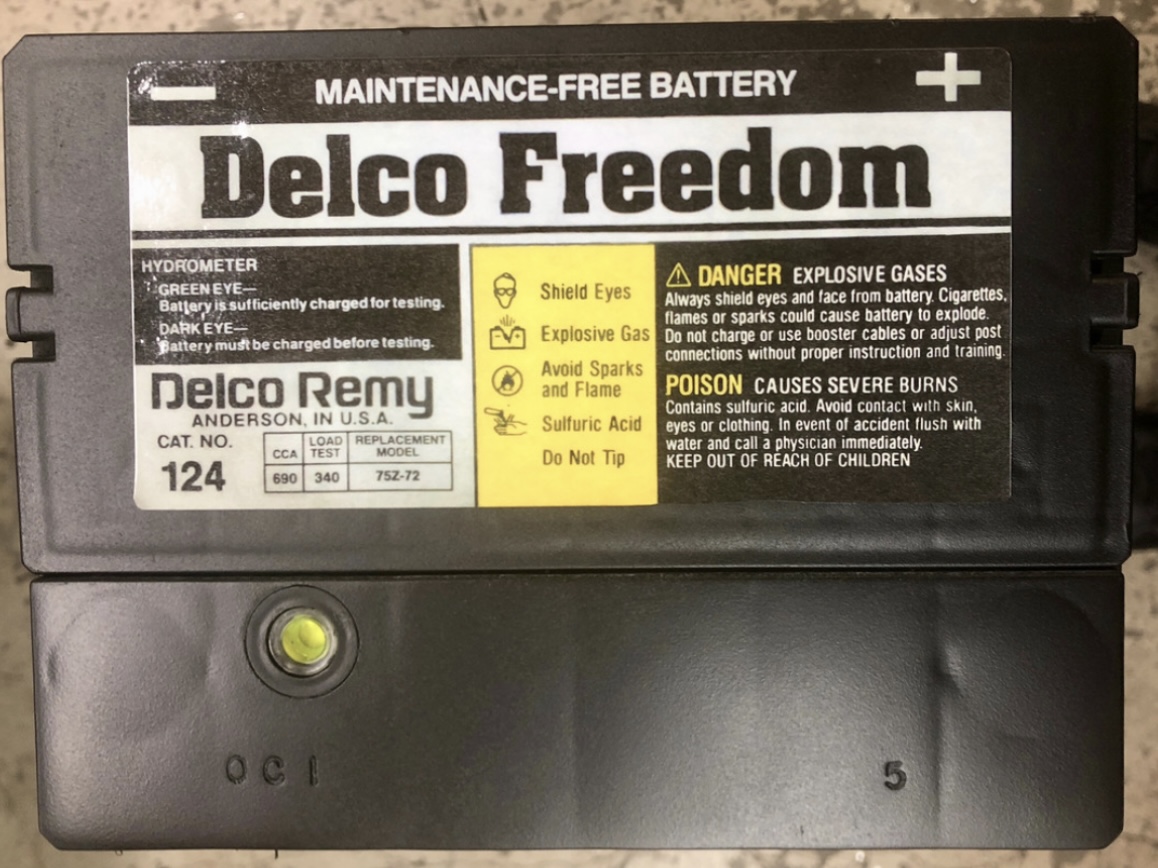 − MAINTENANCE-FREE BATTERY +
Delco Freedom
HYDROMETER
GREEN EYE—
Battery is sufficiently charged for testing.
DARK EYE—
Battery must be charged before testing.
Delco Remy
ANDERSON, IN U.S.A.
CAT. NO.
124
CCA LOAD TEST REPLACEMENT MODEL
690 340 75Z-72
Shield Eyes
Explosive Gas
Avoid Sparks
and Flame
Sulfuric Acid
Do Not Tip
⚠ DANGER EXPLOSIVE GASES
Always shield eyes and face from battery. Cigarettes,
flames or sparks could cause battery to explode.
Do not charge or use booster cables or adjust post
connections without proper instruction and training.
POISON CAUSES SEVERE BURNS
Contains sulfuric acid. Avoid contact with skin,
eyes or clothing. In event of accident flush with
water and call a physician immediately.
KEEP OUT OF REACH OF CHILDREN
0 C 1
5